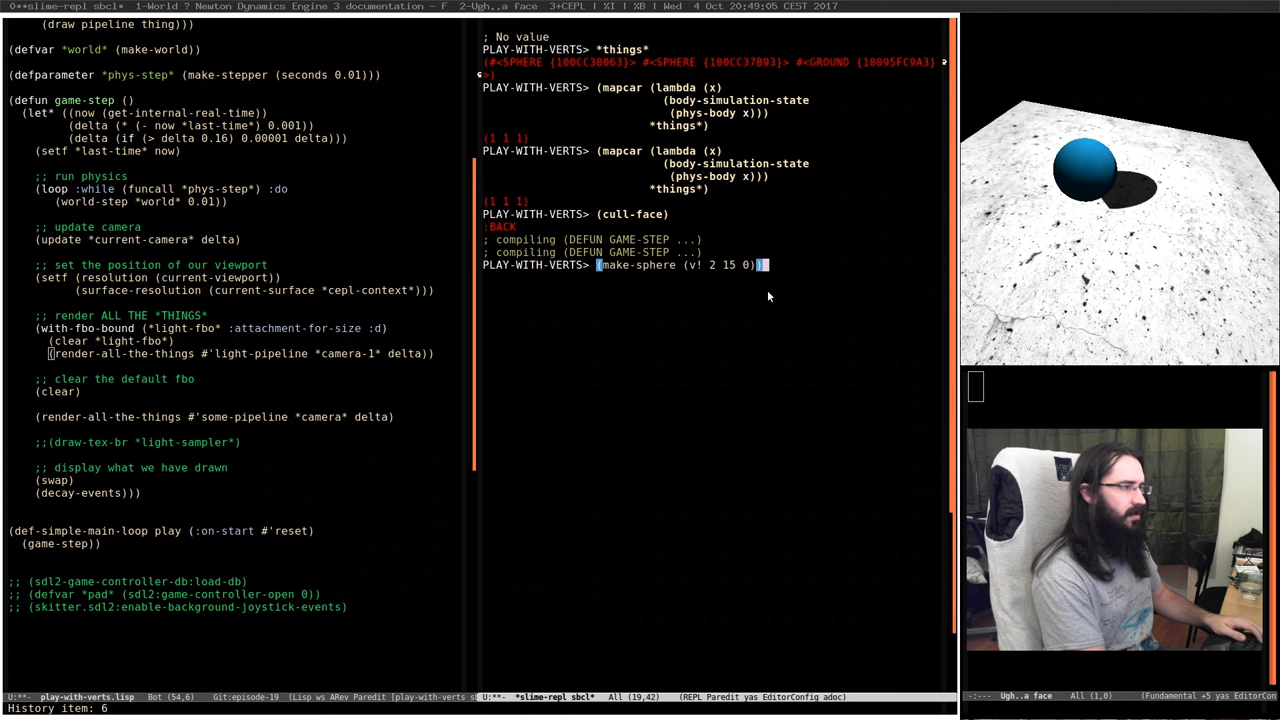 0**slime-repl sbcl* 1-World ? Newton Dynamics Engine 3 documentation - F 2-Ugh..a face 3+CEPL | %I | %B | Wed 4 Oct 20:49:05 CEST 2017
(draw pipeline thing)))
(defvar *world* (make-world))
(defparameter *phys-step* (make-stepper (seconds 0.01)))
(defun game-step ()
(let* ((now (get-internal-real-time))
(delta (* (- now *last-time*) 0.001))
(delta (if (> delta 0.16) 0.00001 delta)))
(setf *last-time* now)
;; run physics
(loop :while (funcall *phys-step*) :do
(world-step *world* 0.01))
;; update camera
(update *current-camera* delta)
;; set the position of our viewport
(setf (resolution (current-viewport))
(surface-resolution (current-surface *cepl-context*)))
;; render ALL THE *THINGS*
(with-fbo-bound (*light-fbo* :attachment-for-size :d)
(clear *light-fbo*)
(render-all-the-things #'light-pipeline *camera-1* delta))
;; clear the default fbo
(clear)
(render-all-the-things #'some-pipeline *camera* delta)
;;(draw-tex-br *light-sampler*)
;; display what we have drawn
(swap)
(decay-events)))
(def-simple-main-loop play (:on-start #'reset)
(game-step))
;; (sdl2-game-controller-db:load-db)
;; (defvar *pad* (sdl2:game-controller-open 0))
;; (skitter.sdl2:enable-background-joystick-events)
U:**- play-with-verts.lisp Bot (54,6) Git:episode-19 (Lisp ws ARev Paredit [play-with-verts s
History item: 6
; No value
PLAY-WITH-VERTS> *things*
(#<SPHERE {100CC30063}> #<SPHERE {100CC37B93}> #<GROUND {10095FC9A3}
>)
PLAY-WITH-VERTS> (mapcar (lambda (x)
(body-simulation-state
(phys-body x)))
*things*)
(1 1 1)
PLAY-WITH-VERTS> (mapcar (lambda (x)
(body-simulation-state
(phys-body x)))
*things*)
(1 1 1)
PLAY-WITH-VERTS> (cull-face)
:BACK
; compiling (DEFUN GAME-STEP ...)
; compiling (DEFUN GAME-STEP ...)
PLAY-WITH-VERTS> (make-sphere (v! 2 15 0))
U:**- *slime-repl sbcl* All (19,42) (REPL Paredit yas EditorConfig adoc)
-:--- Ugh..a face All (1,0) (Fundamental +5 yas EditorCon